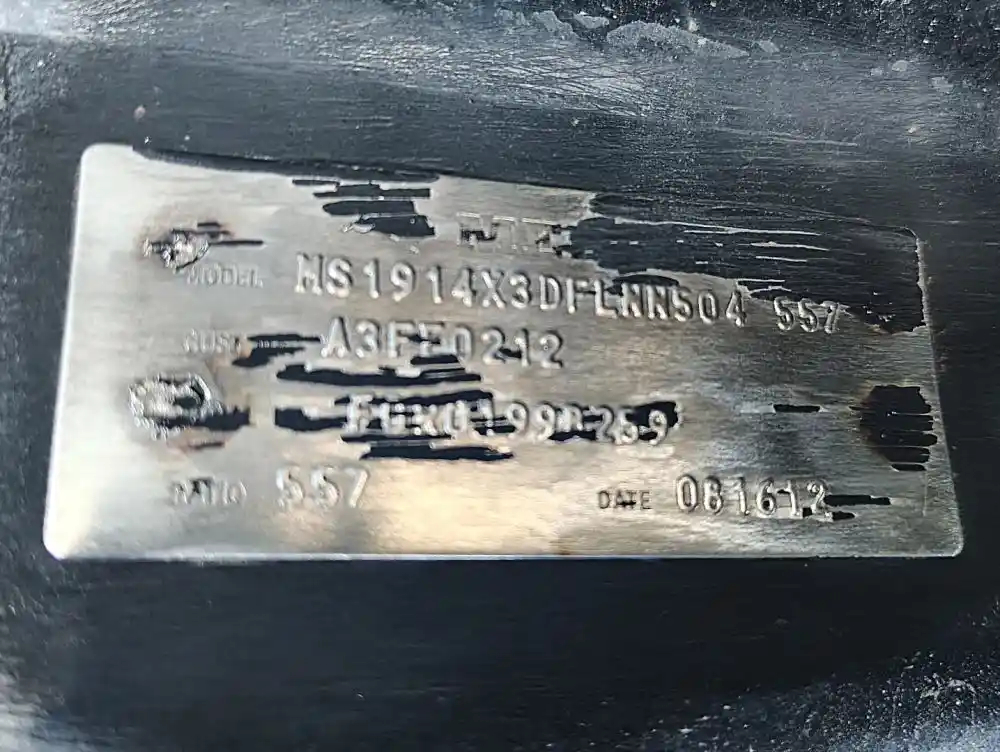 MODEL MS1914X3DFLNN504 557
CUST A3FE0212
RATIO 557 DATE 081612